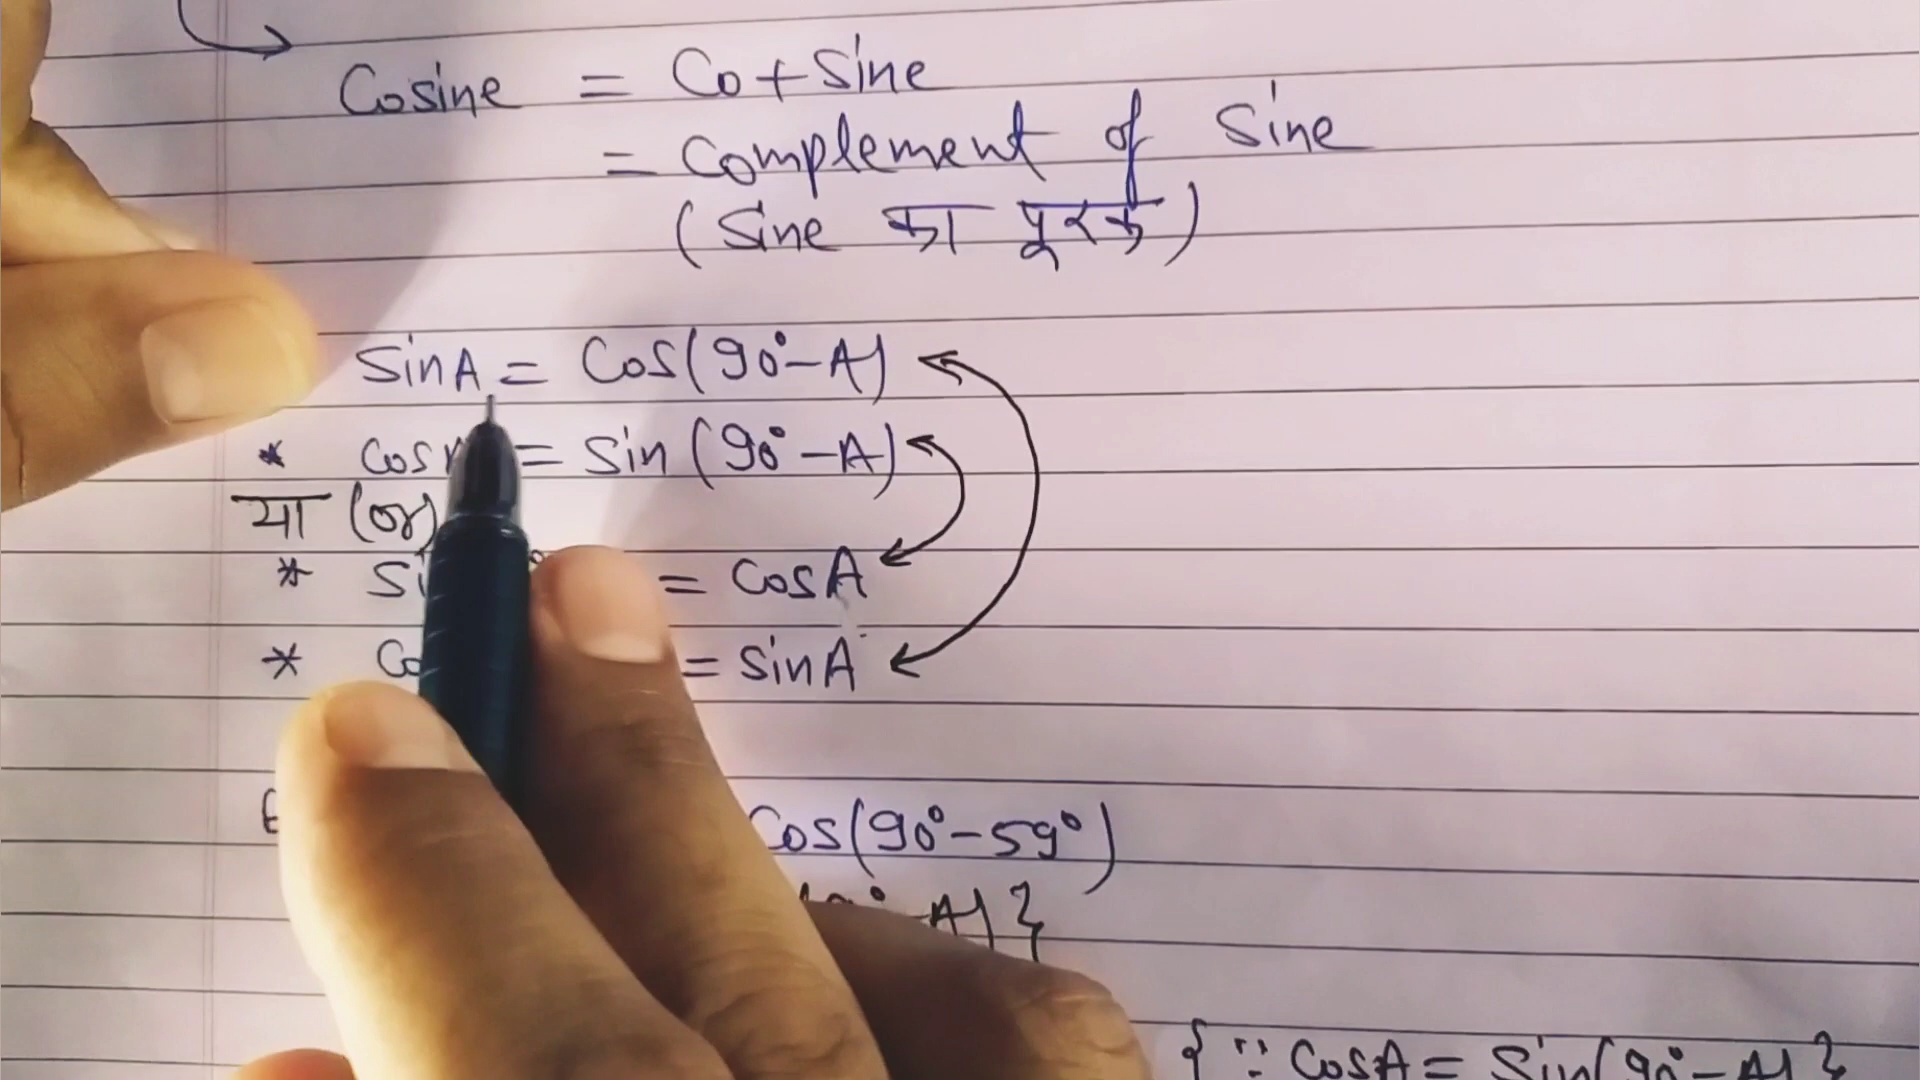 Cosine = Co + Sine
= Complement of Sine
(Sine का पूरक)
SinA = Cos(90° - A)
* = Sin (90° - A)
या (or)
* = CosA
* = SinA
Cos(90° - 59°)
- A) }
{ ∵ CosA = Sin(90° - A) }